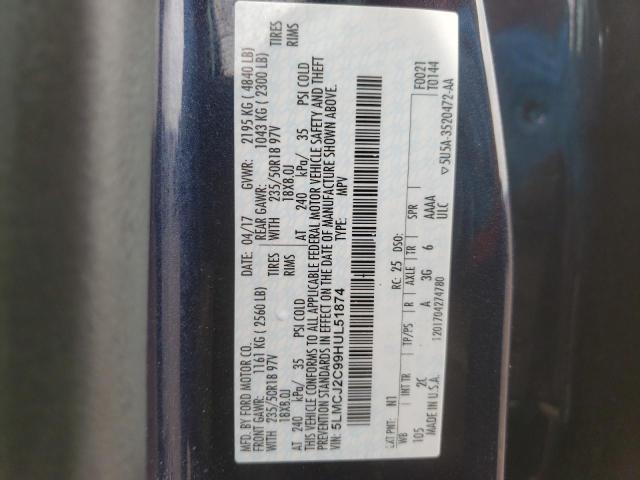 MFD. BY FORD MOTOR CO. DATE: 04/17 GVWR: 2195 KG ( 4840 LB)
FRONT GAWR: 1161 KG ( 2560 LB) REAR GAWR: 1043 KG ( 2300 LB)
WITH 235/50R18 97V TIRES WITH 235/50R18 97V TIRES
18X8.0J RIMS 18X8.0J RIMS
AT 240 kPa/ 35 PSI COLD AT 240 kPa/ 35 PSI COLD
THIS VEHICLE CONFORMS TO ALL APPLICABLE FEDERAL MOTOR VEHICLE SAFETY AND THEFT
PREVENTION STANDARDS IN EFFECT ON THE DATE OF MANUFACTURE SHOWN ABOVE.
VIN: 5LMCJ2C99HUL51874 TYPE: MPV
EXT PNT: N1 RC: 25 DSO: F0021
WB INT TR TP/PS R AXLE TR SPR T0144
105 2C A 3G 6 AAAA
ULC
MADE IN U.S.A. 1201704274780 ▽5U5A-3520472-AA